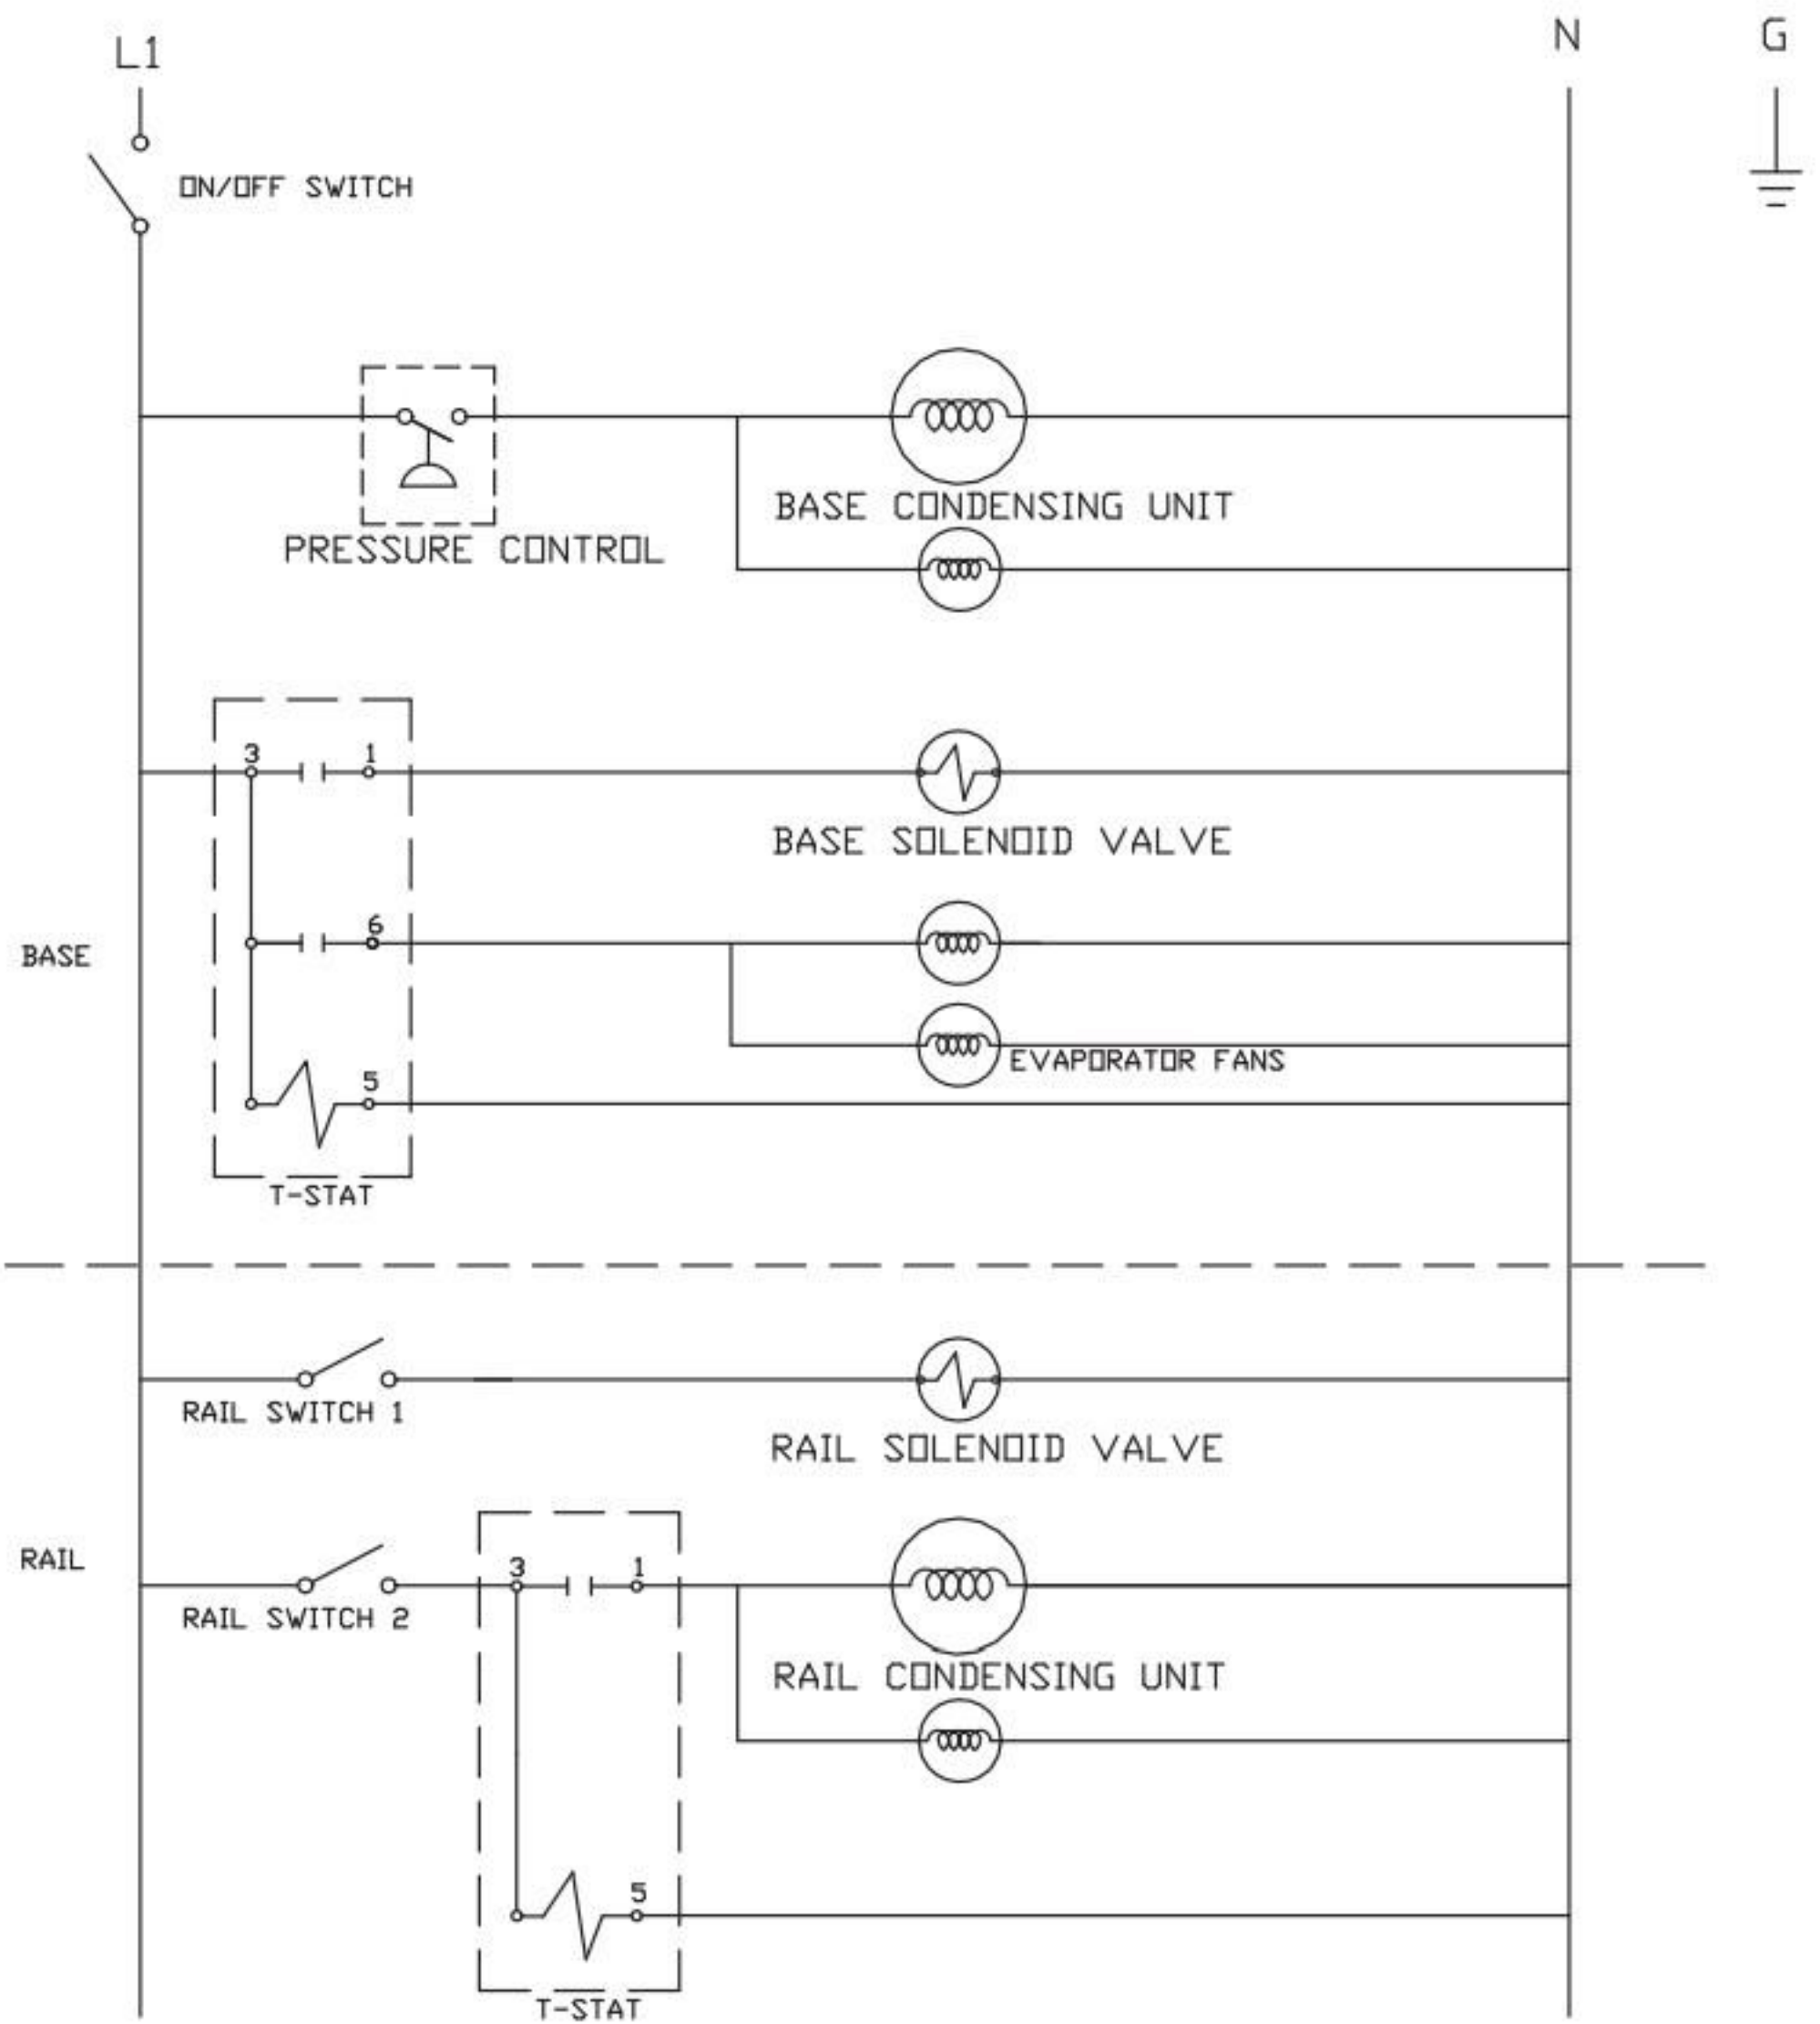 L1
N
G
ON/OFF SWITCH
BASE CONDENSING UNIT
PRESSURE CONTROL
3
1
BASE SOLENOID VALVE
6
BASE
EVAPORATOR FANS
5
T-STAT
RAIL SWITCH 1
RAIL SOLENOID VALVE
RAIL
3
1
RAIL SWITCH 2
RAIL CONDENSING UNIT
5
T-STAT